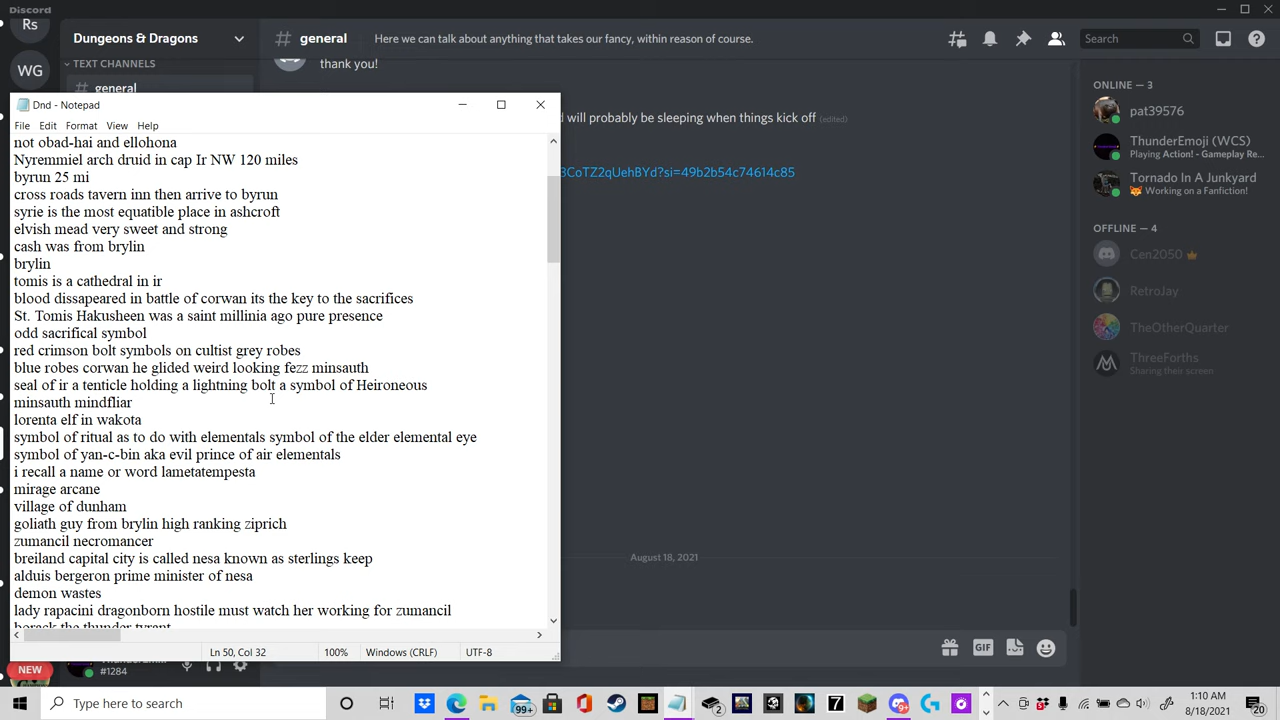 Discord
Rs
Dungeons & Dragons
general
Here we can talk about anything that takes our fancy, within reason of course.
Search
WG
TEXT CHANNELS
general
thank you!
d will probably be sleeping when things kick off (edited)
3CoTZ2qUehBYd?si=49b2b54c74614c85
August 18, 2021
ONLINE — 3
pat39576
ThunderEmoji (WCS)
Playing Action! - Gameplay Re...
Tornado In A Junkyard
Working on a Fanfiction!
OFFLINE — 4
Cen2050
RetroJay
TheOtherQuarter
ThreeForths
Sharing their screen
Dnd - Notepad
File Edit Format View Help
not obad-hai and ellohona
Nyremmiel arch druid in cap Ir NW 120 miles
byrun 25 mi
cross roads tavern inn then arrive to byrun
syrie is the most equatible place in ashcroft
elvish mead very sweet and strong
cash was from brylin
brylin
tomis is a cathedral in ir
blood dissapeared in battle of corwan its the key to the sacrifices
St. Tomis Hakusheen was a saint millinia ago pure presence
odd sacrifical symbol
red crimson bolt symbols on cultist grey robes
blue robes corwan he glided weird looking fezz minsauth
seal of ir a tenticle holding a lightning bolt a symbol of Heironeous
minsauth mindfliar
lorenta elf in wakota
symbol of ritual as to do with elementals symbol of the elder elemental eye
symbol of yan-c-bin aka evil prince of air elementals
i recall a name or word lametatempesta
mirage arcane
village of dunham
goliath guy from brylin high ranking ziprich
zumancil necromancer
breiland capital city is called nesa known as sterlings keep
alduis bergeron prime minister of nesa
demon wastes
lady rapacini dragonborn hostile must watch her working for zumancil
borack the thunder tyrant
Ln 50, Col 32
100%
Windows (CRLF)
UTF-8
NEW
#1284
GIF
Type here to search
99+
2
7
1:10 AM
8/18/2021
20